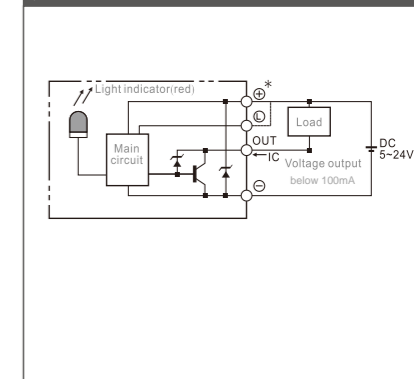 Light indicator(red)
⊕*
Ⓛ
Load
OUT
Main
circuit
←IC
DC
5~24V
Voltage output
below 100mA
⊖